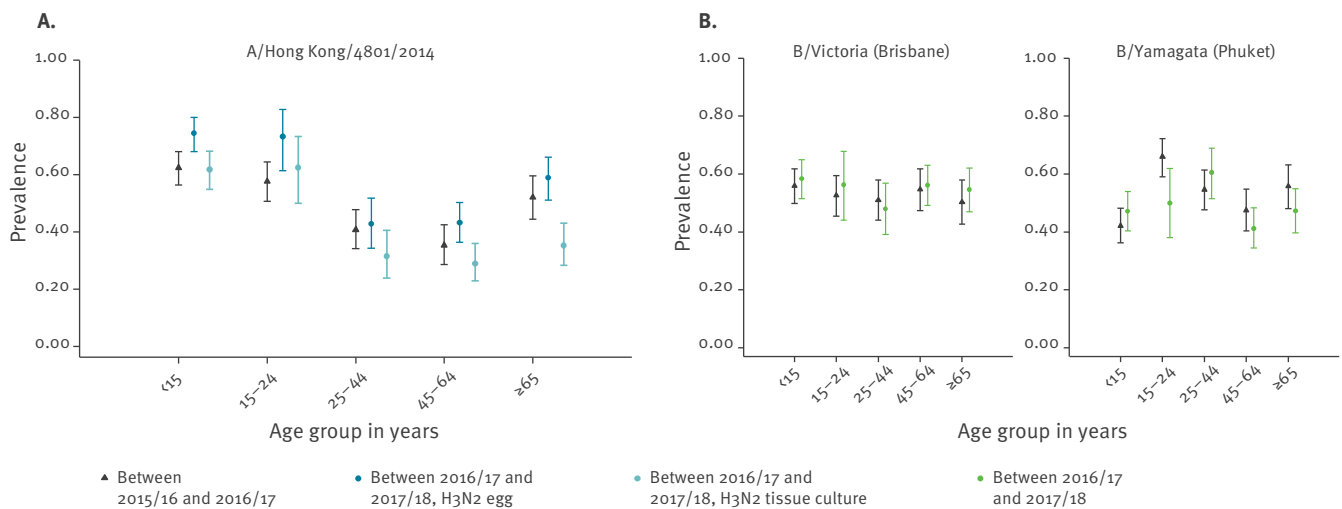 A.
A/Hong Kong/4801/2014
1.00
0.80
0.60
0.40
0.20
0.00
Prevalence
<15
15–24
25–44
45–64
≥65
Age group in years
B.
B/Victoria (Brisbane)
1.00
0.80
0.60
0.40
0.20
0.00
Prevalence
<15
15–24
25–44
45–64
≥65
B/Yamagata (Phuket)
1.00
0.80
0.60
0.40
0.20
0.00
<15
15–24
25–44
45–64
≥65
Age group in years
Between
2015/16 and 2016/17
Between 2016/17 and
2017/18, H3N2 egg
Between 2016/17 and
2017/18, H3N2 tissue culture
Between 2016/17
and 2017/18